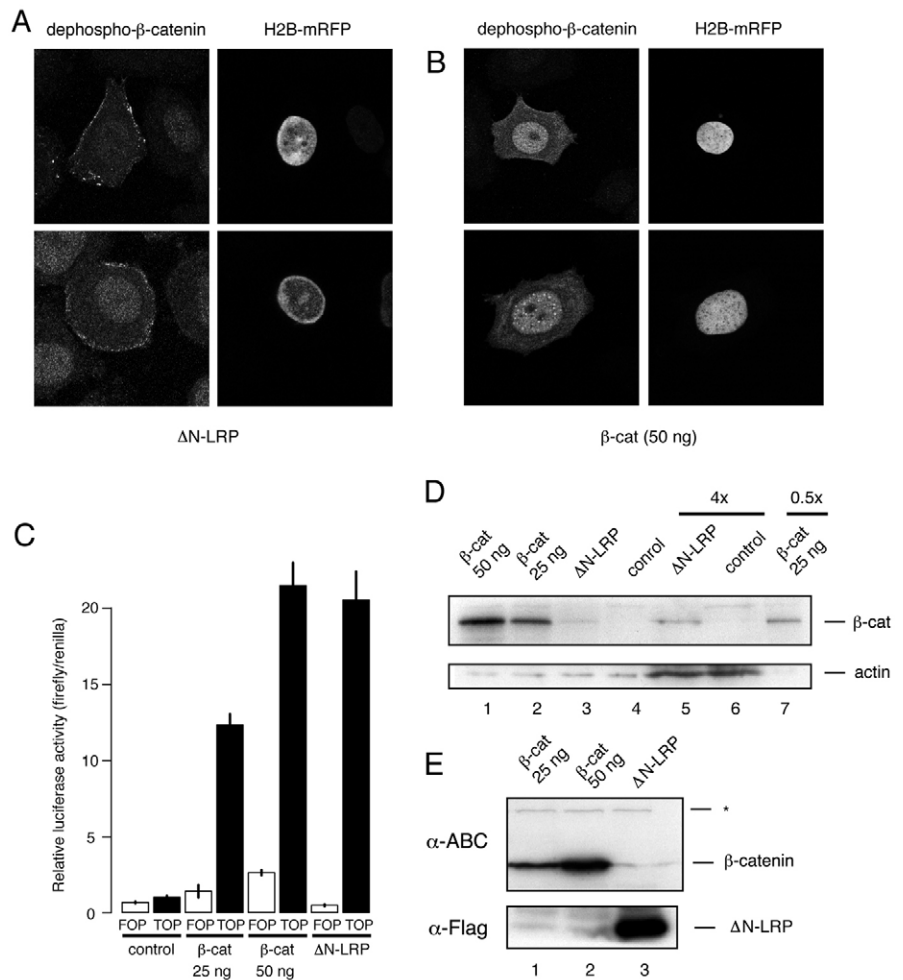 A
dephospho-β-catenin H2B-mRFP
ΔN-LRP
B
dephospho-β-catenin H2B-mRFP
β-cat (50 ng)
C
Relative luciferase activity (firefly/renilla)
20
15
10
5
0
FOP TOP FOP TOP FOP TOP FOP TOP
control β-cat 25 ng β-cat 50 ng ΔN-LRP
D
4x 0.5x
β-cat 50 ng β-cat 25 ng ΔN-LRP conrol ΔN-LRP control β-cat 25 ng
β-cat
actin
1 2 3 4 5 6 7
E
β-cat 25 ng β-cat 50 ng ΔN-LRP
α-ABC
*
β-catenin
α-Flag
ΔN-LRP
1 2 3